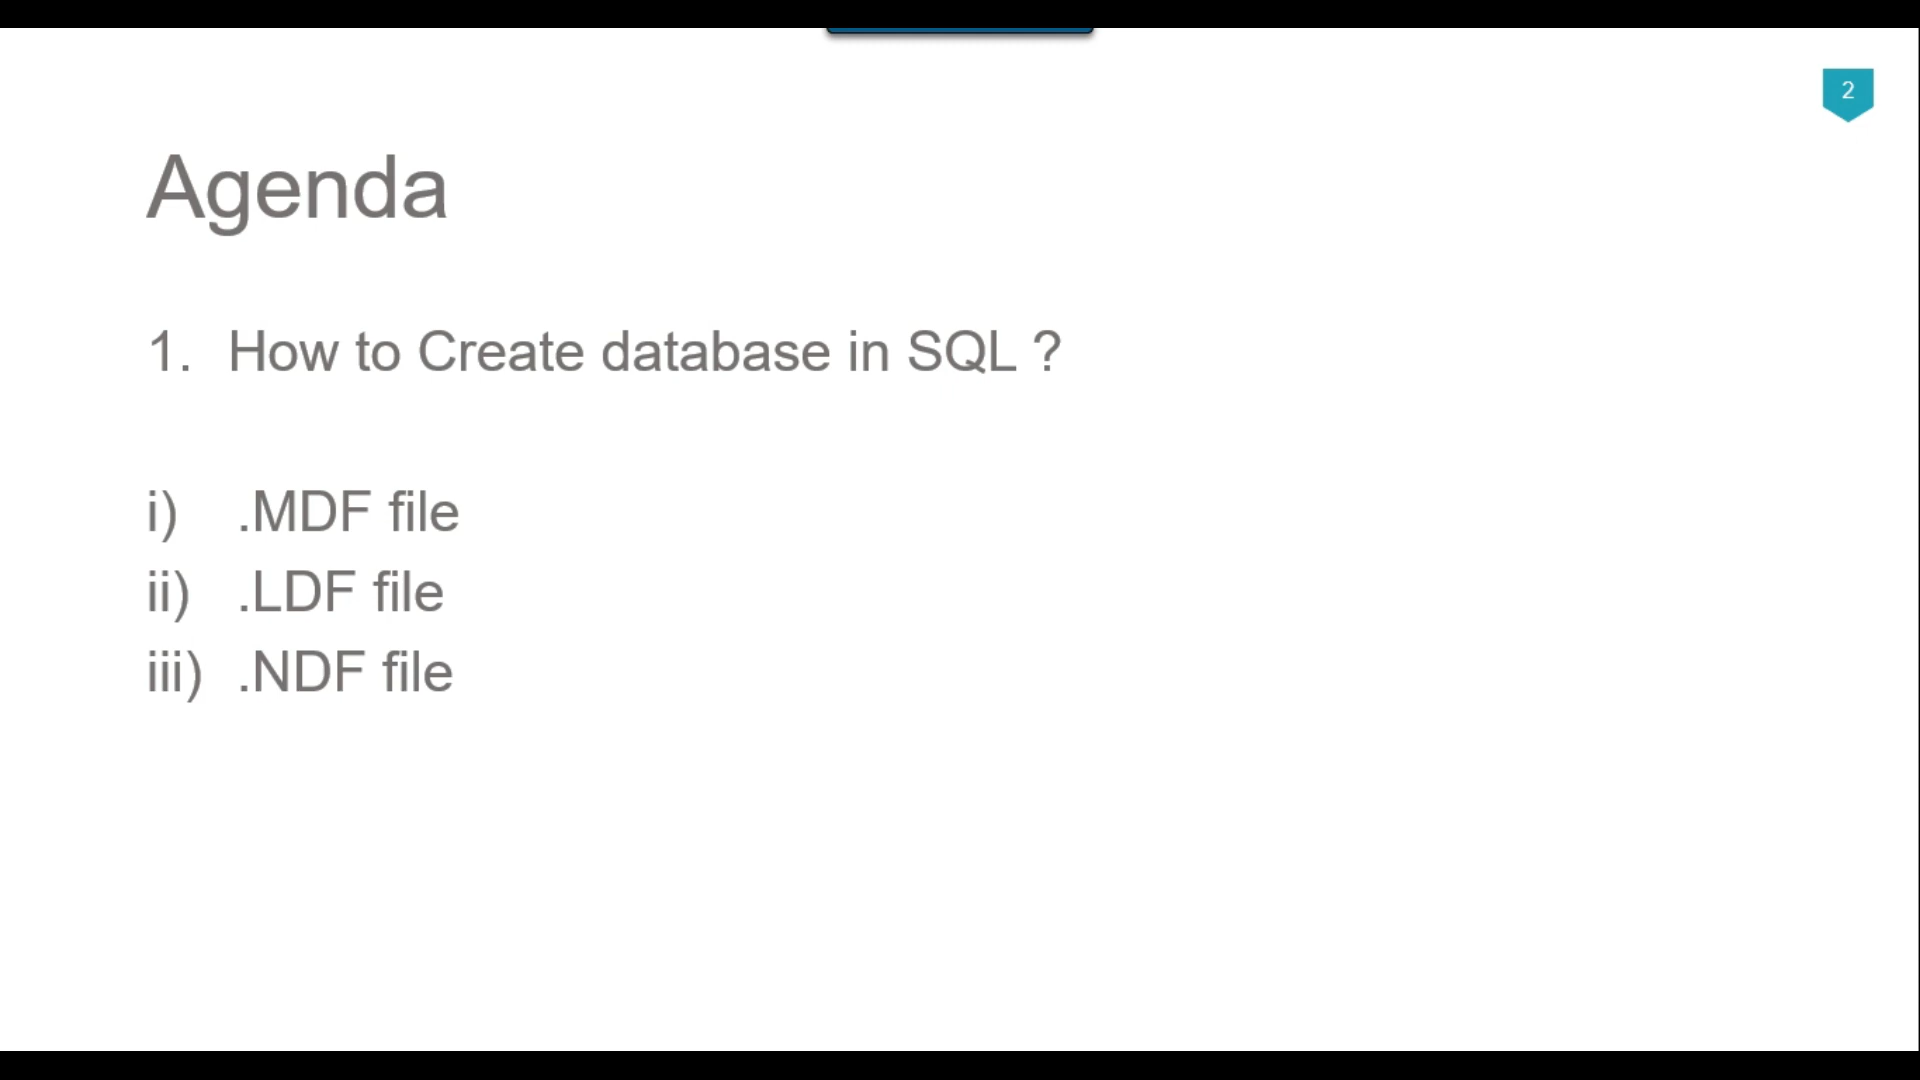 2
Agenda
1. How to Create database in SQL ?
i) .MDF file
ii) .LDF file
iii) .NDF file